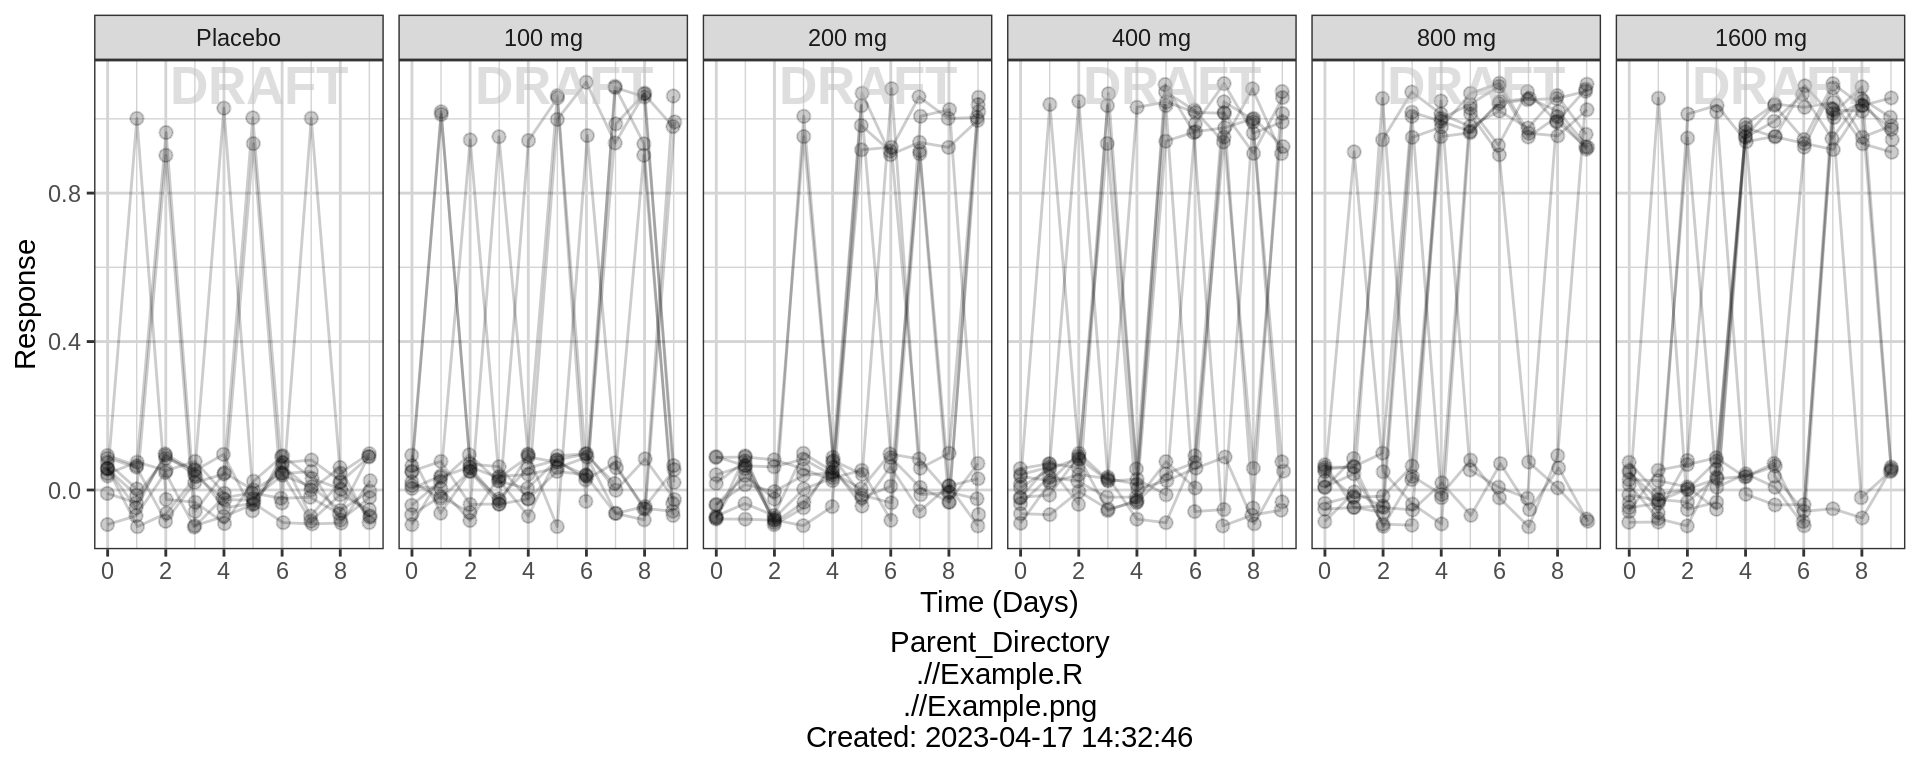 Placebo 100 mg 200 mg 400 mg 800 mg 1600 mg
DRAFT DRAFT DRAFT DRAFT DRAFT DRAFT
0.8
0.4
0.0
Response
0 2 4 6 8 0 2 4 6 8 0 2 4 6 8 0 2 4 6 8 0 2 4 6 8 0 2 4 6 8
Time (Days)
Parent_Directory
.//Example.R
.//Example.png
Created: 2023-04-17 14:32:46